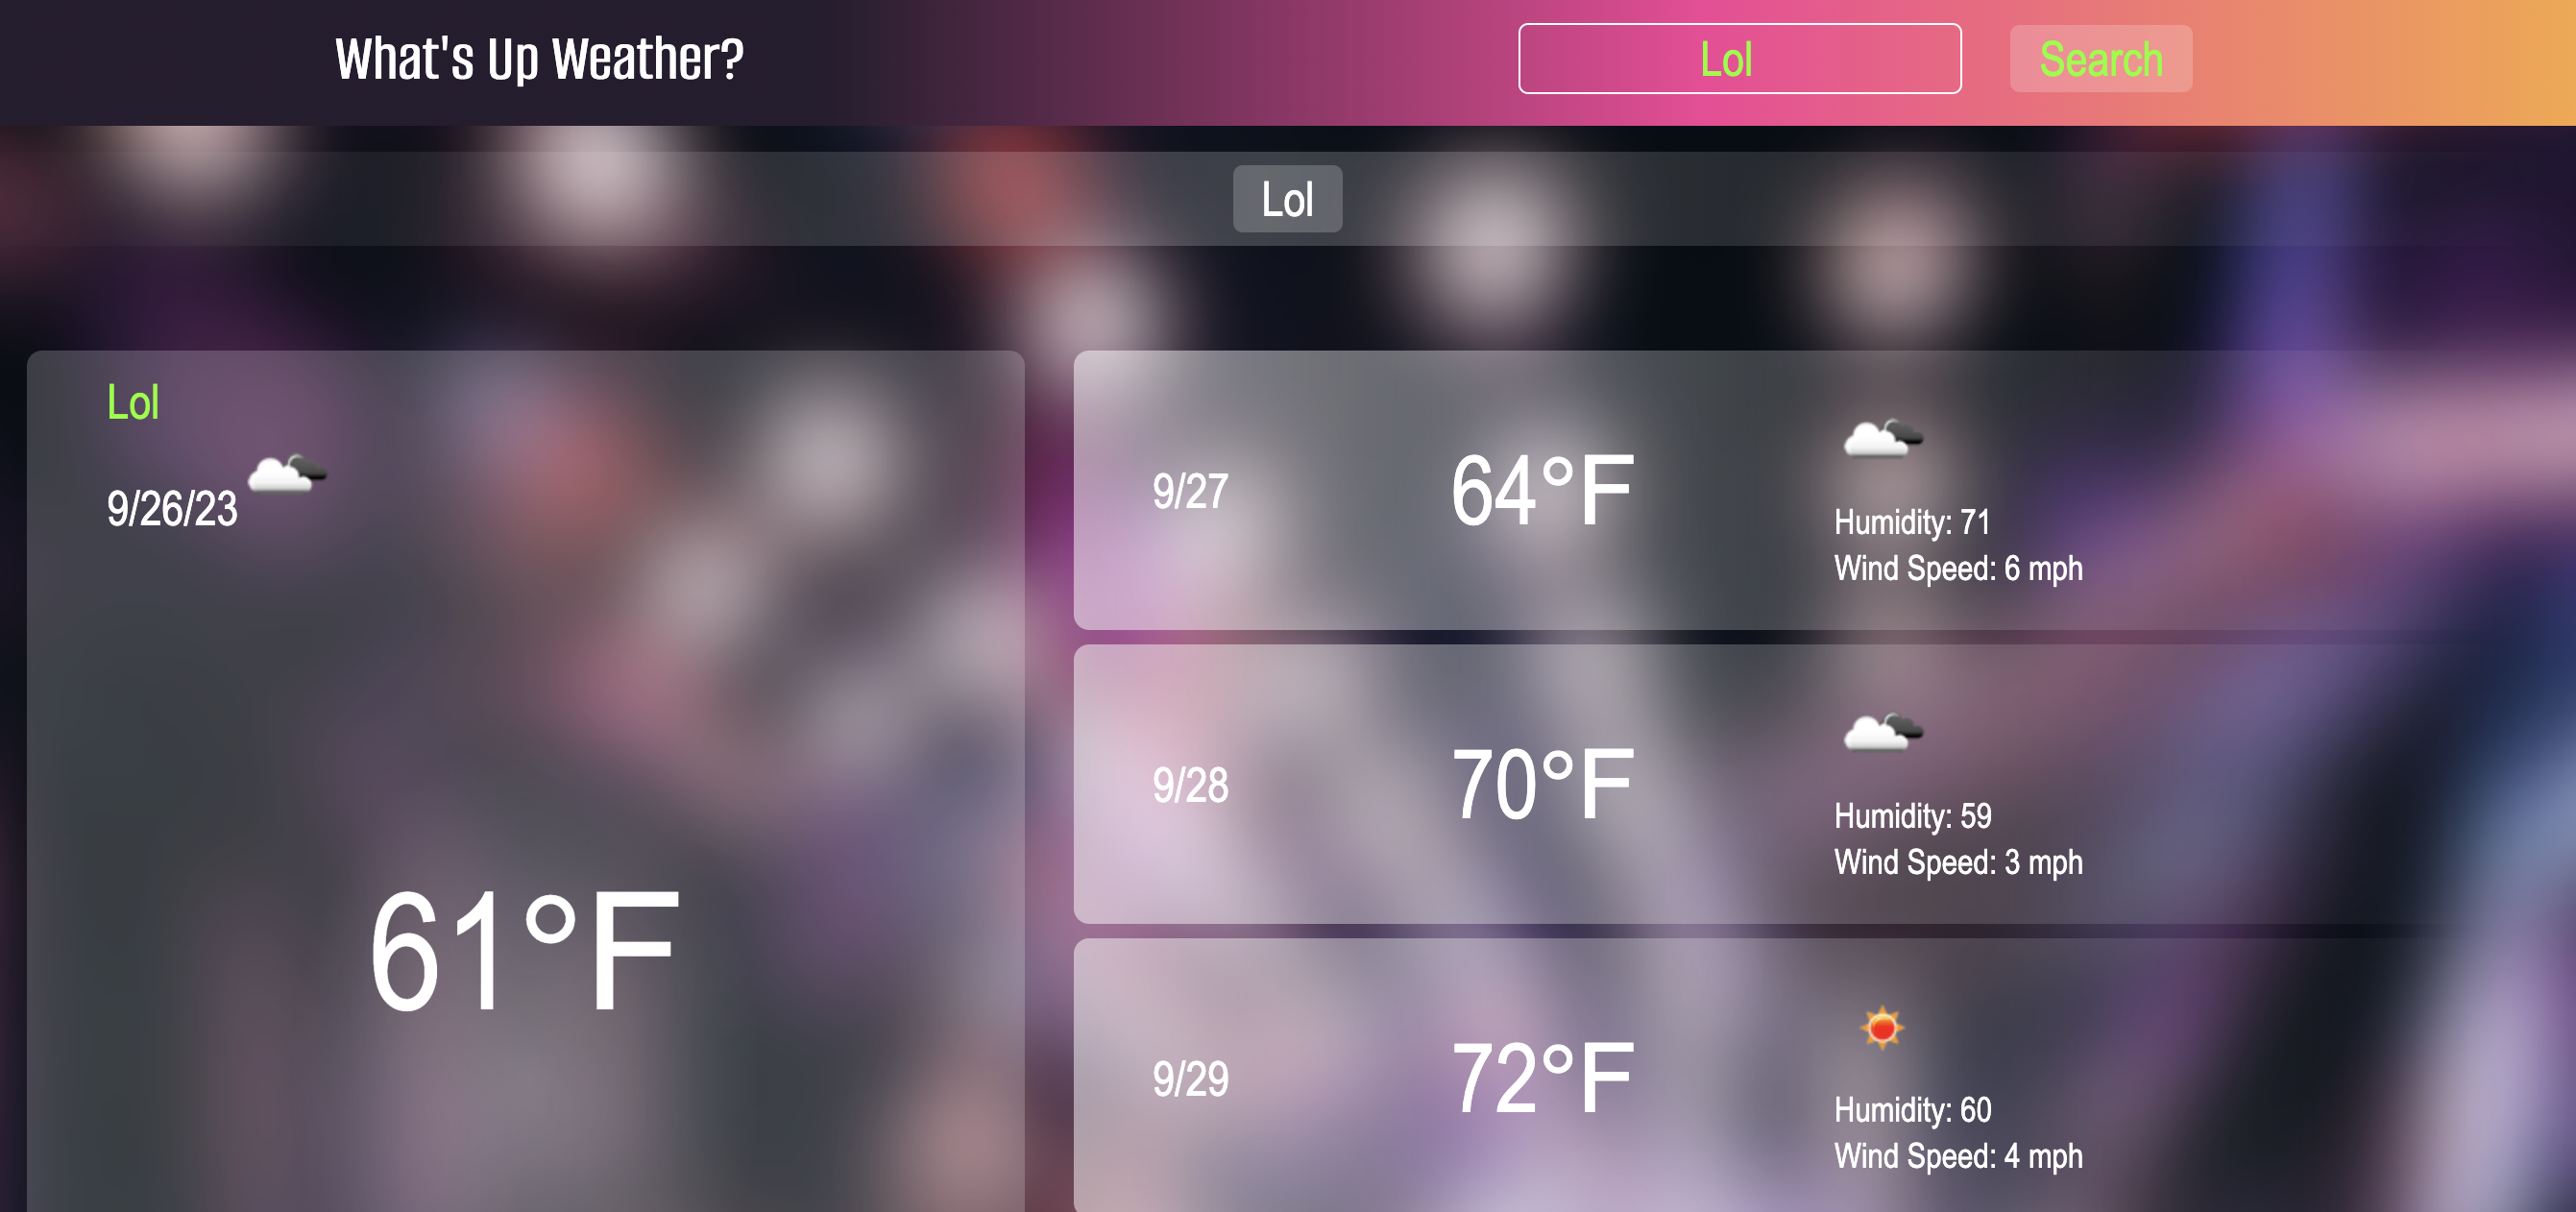 What's Up Weather?
Lol
Search
Lol
Lol
9/26/23
61°F
9/27
64°F
Humidity: 71
Wind Speed: 6 mph
9/28
70°F
Humidity: 59
Wind Speed: 3 mph
9/29
72°F
Humidity: 60
Wind Speed: 4 mph